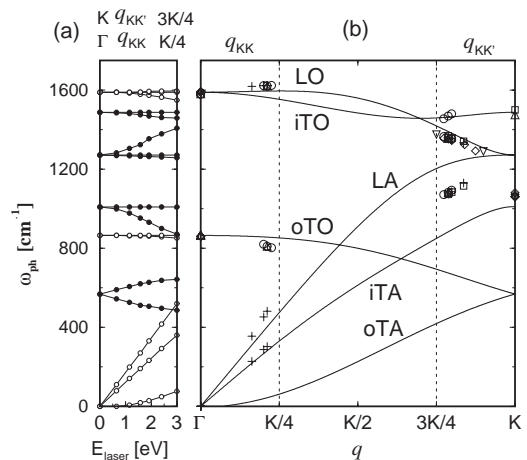 (a) (b)
K q_KK' 3K/4
Γ q_KK K/4
q_KK q_KK'
1600
1200
800
400
0
ω_ph [cm⁻¹]
LO
iTO
LA
oTO
iTA
oTA
0 1 2 3
E_laser [eV]
Γ K/4 K/2 3K/4 K
q